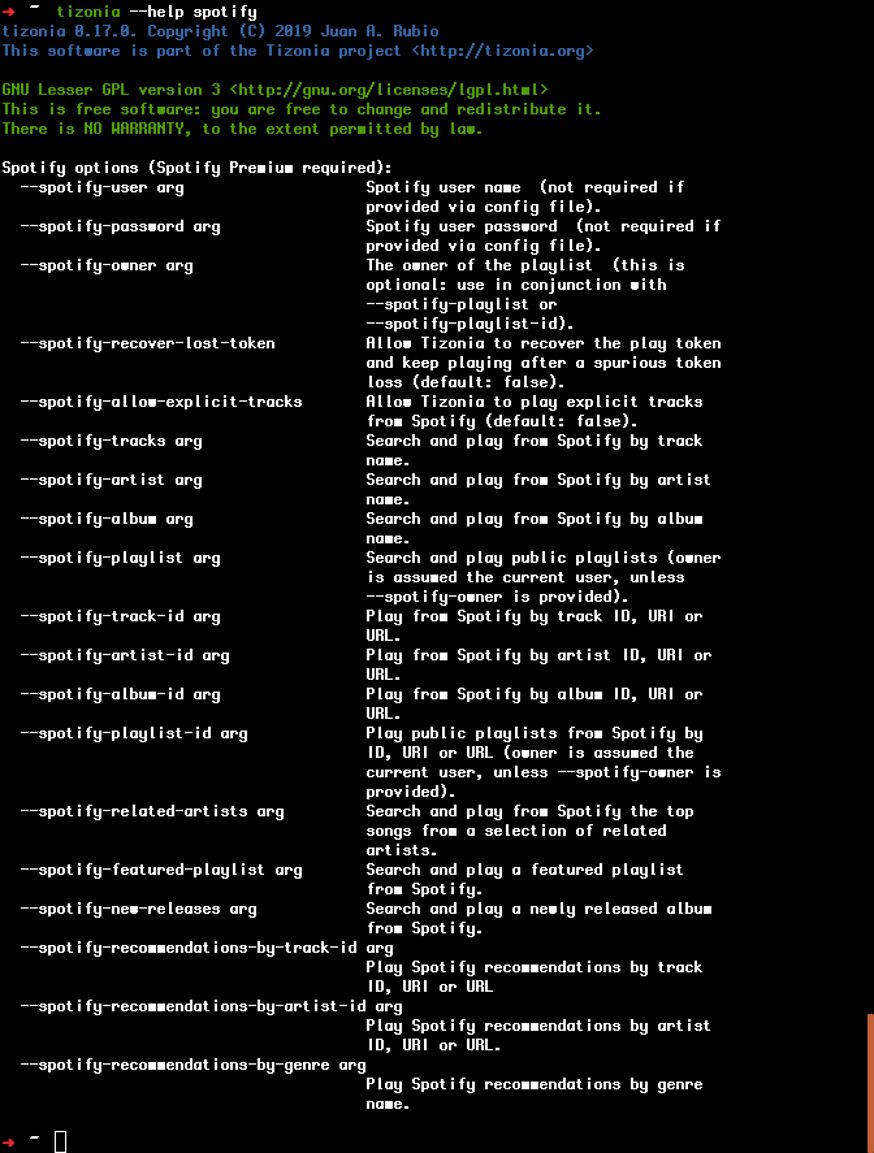 ➜  ~  tizonia --help spotify
tizonia 0.17.0. Copyright (C) 2019 Juan A. Rubio
This software is part of the Tizonia project <http://tizonia.org>

GNU Lesser GPL version 3 <http://gnu.org/licenses/lgpl.html>
This is free software: you are free to change and redistribute it.
There is NO WARRANTY, to the extent permitted by law.

Spotify options (Spotify Premium required):
  --spotify-user arg                    Spotify user name  (not required if
                                        provided via config file).
  --spotify-password arg                Spotify user password  (not required if
                                        provided via config file).
  --spotify-owner arg                   The owner of the playlist  (this is
                                        optional: use in conjunction with
                                        --spotify-playlist or
                                        --spotify-playlist-id).
  --spotify-recover-lost-token          Allow Tizonia to recover the play token
                                        and keep playing after a spurious token
                                        loss (default: false).
  --spotify-allow-explicit-tracks       Allow Tizonia to play explicit tracks
                                        from Spotify (default: false).
  --spotify-tracks arg                  Search and play from Spotify by track
                                        name.
  --spotify-artist arg                  Search and play from Spotify by artist
                                        name.
  --spotify-album arg                   Search and play from Spotify by album
                                        name.
  --spotify-playlist arg                Search and play public playlists (owner
                                        is assumed the current user, unless
                                        --spotify-owner is provided).
  --spotify-track-id arg                Play from Spotify by track ID, URI or
                                        URL.
  --spotify-artist-id arg               Play from Spotify by artist ID, URI or
                                        URL.
  --spotify-album-id arg                Play from Spotify by album ID, URI or
                                        URL.
  --spotify-playlist-id arg             Play public playlists from Spotify by
                                        ID, URI or URL (owner is assumed the
                                        current user, unless --spotify-owner is
                                        provided).
  --spotify-related-artists arg         Search and play from Spotify the top
                                        songs from a selection of related
                                        artists.
  --spotify-featured-playlist arg       Search and play a featured playlist
                                        from Spotify.
  --spotify-new-releases arg            Search and play a newly released album
                                        from Spotify.
  --spotify-recommendations-by-track-id arg
                                        Play Spotify recommendations by track
                                        ID, URI or URL
  --spotify-recommendations-by-artist-id arg
                                        Play Spotify recommendations by artist
                                        ID, URI or URL.
  --spotify-recommendations-by-genre arg
                                        Play Spotify recommendations by genre
                                        name.

➜  ~